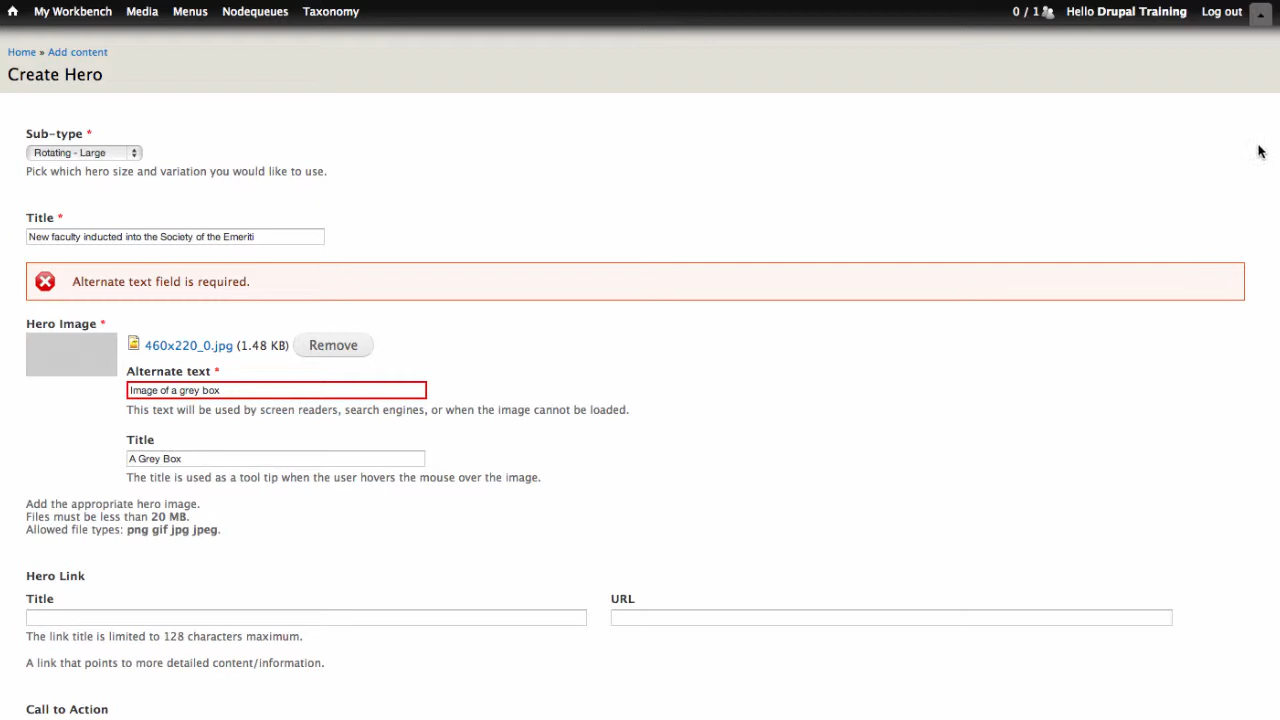 My Workbench Media Menus Nodequeues Taxonomy 0 / 1 Hello Drupal Training Log out
Home » Add content
Create Hero
Sub-type *
Rotating - Large
Pick which hero size and variation you would like to use.
Title *
New faculty inducted into the Society of the Emeriti
Alternate text field is required.
Hero Image *
460x220_0.jpg (1.48 KB) Remove
Alternate text *
Image of a grey box
This text will be used by screen readers, search engines, or when the image cannot be loaded.
Title
A Grey Box
The title is used as a tool tip when the user hovers the mouse over the image.
Add the appropriate hero image.
Files must be less than 20 MB.
Allowed file types: png gif jpg jpeg.
Hero Link
Title URL
The link title is limited to 128 characters maximum.
A link that points to more detailed content/information.
Call to Action